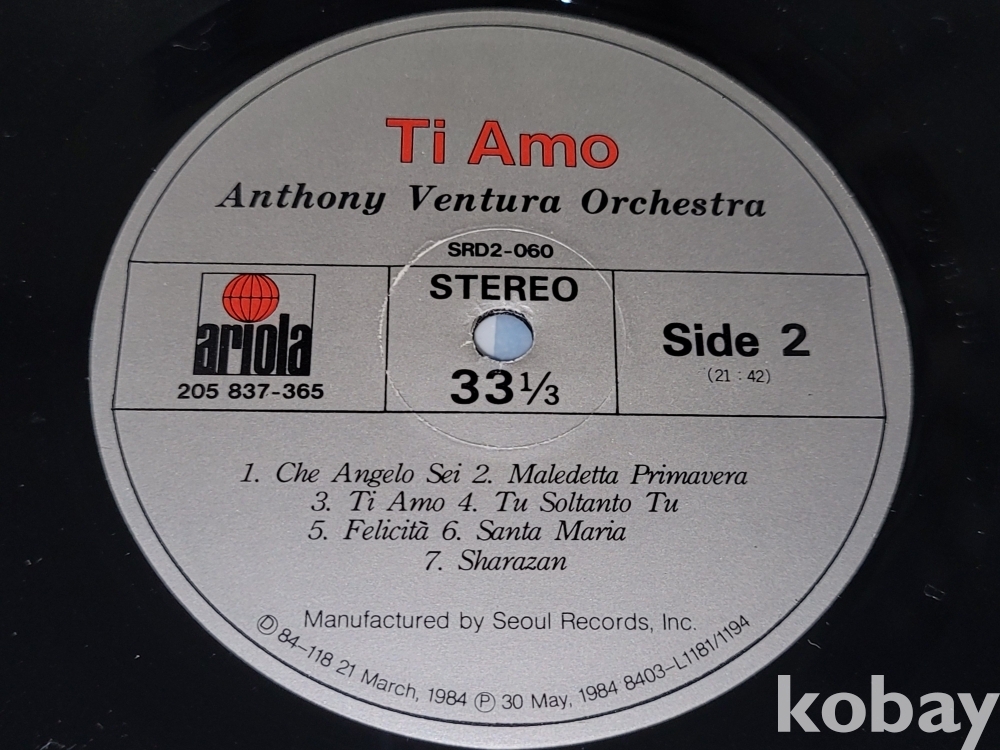 Ti Amo
Anthony Ventura Orchestra
SRD2-060
ariola
205 837-365
STEREO
33 1/3
Side 2
(21 : 42)
1. Che Angelo Sei 2. Maledetta Primavera
3. Ti Amo 4. Tu Soltanto Tu
5. Felicità 6. Santa Maria
7. Sharazan
Manufactured by Seoul Records, Inc.
Ⓓ 84-118 21 March, 1984 Ⓟ 30 May, 1984 8403-L1181/1194
kobay